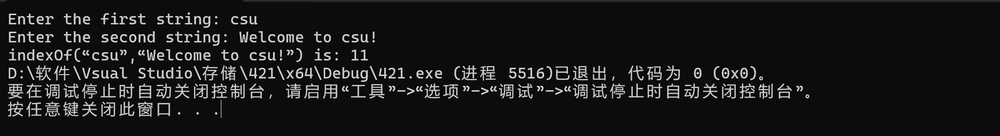 Enter the first string: csu
Enter the second string: Welcome to csu!
indexOf(“csu”,“Welcome to csu!”) is: 11
D:\软件\Vsual Studio\存储\421\x64\Debug\421.exe (进程 5516)已退出，代码为 0 (0x0)。
要在调试停止时自动关闭控制台，请启用“工具”->“选项”->“调试”->“调试停止时自动关闭控制台”。
按任意键关闭此窗口. . .